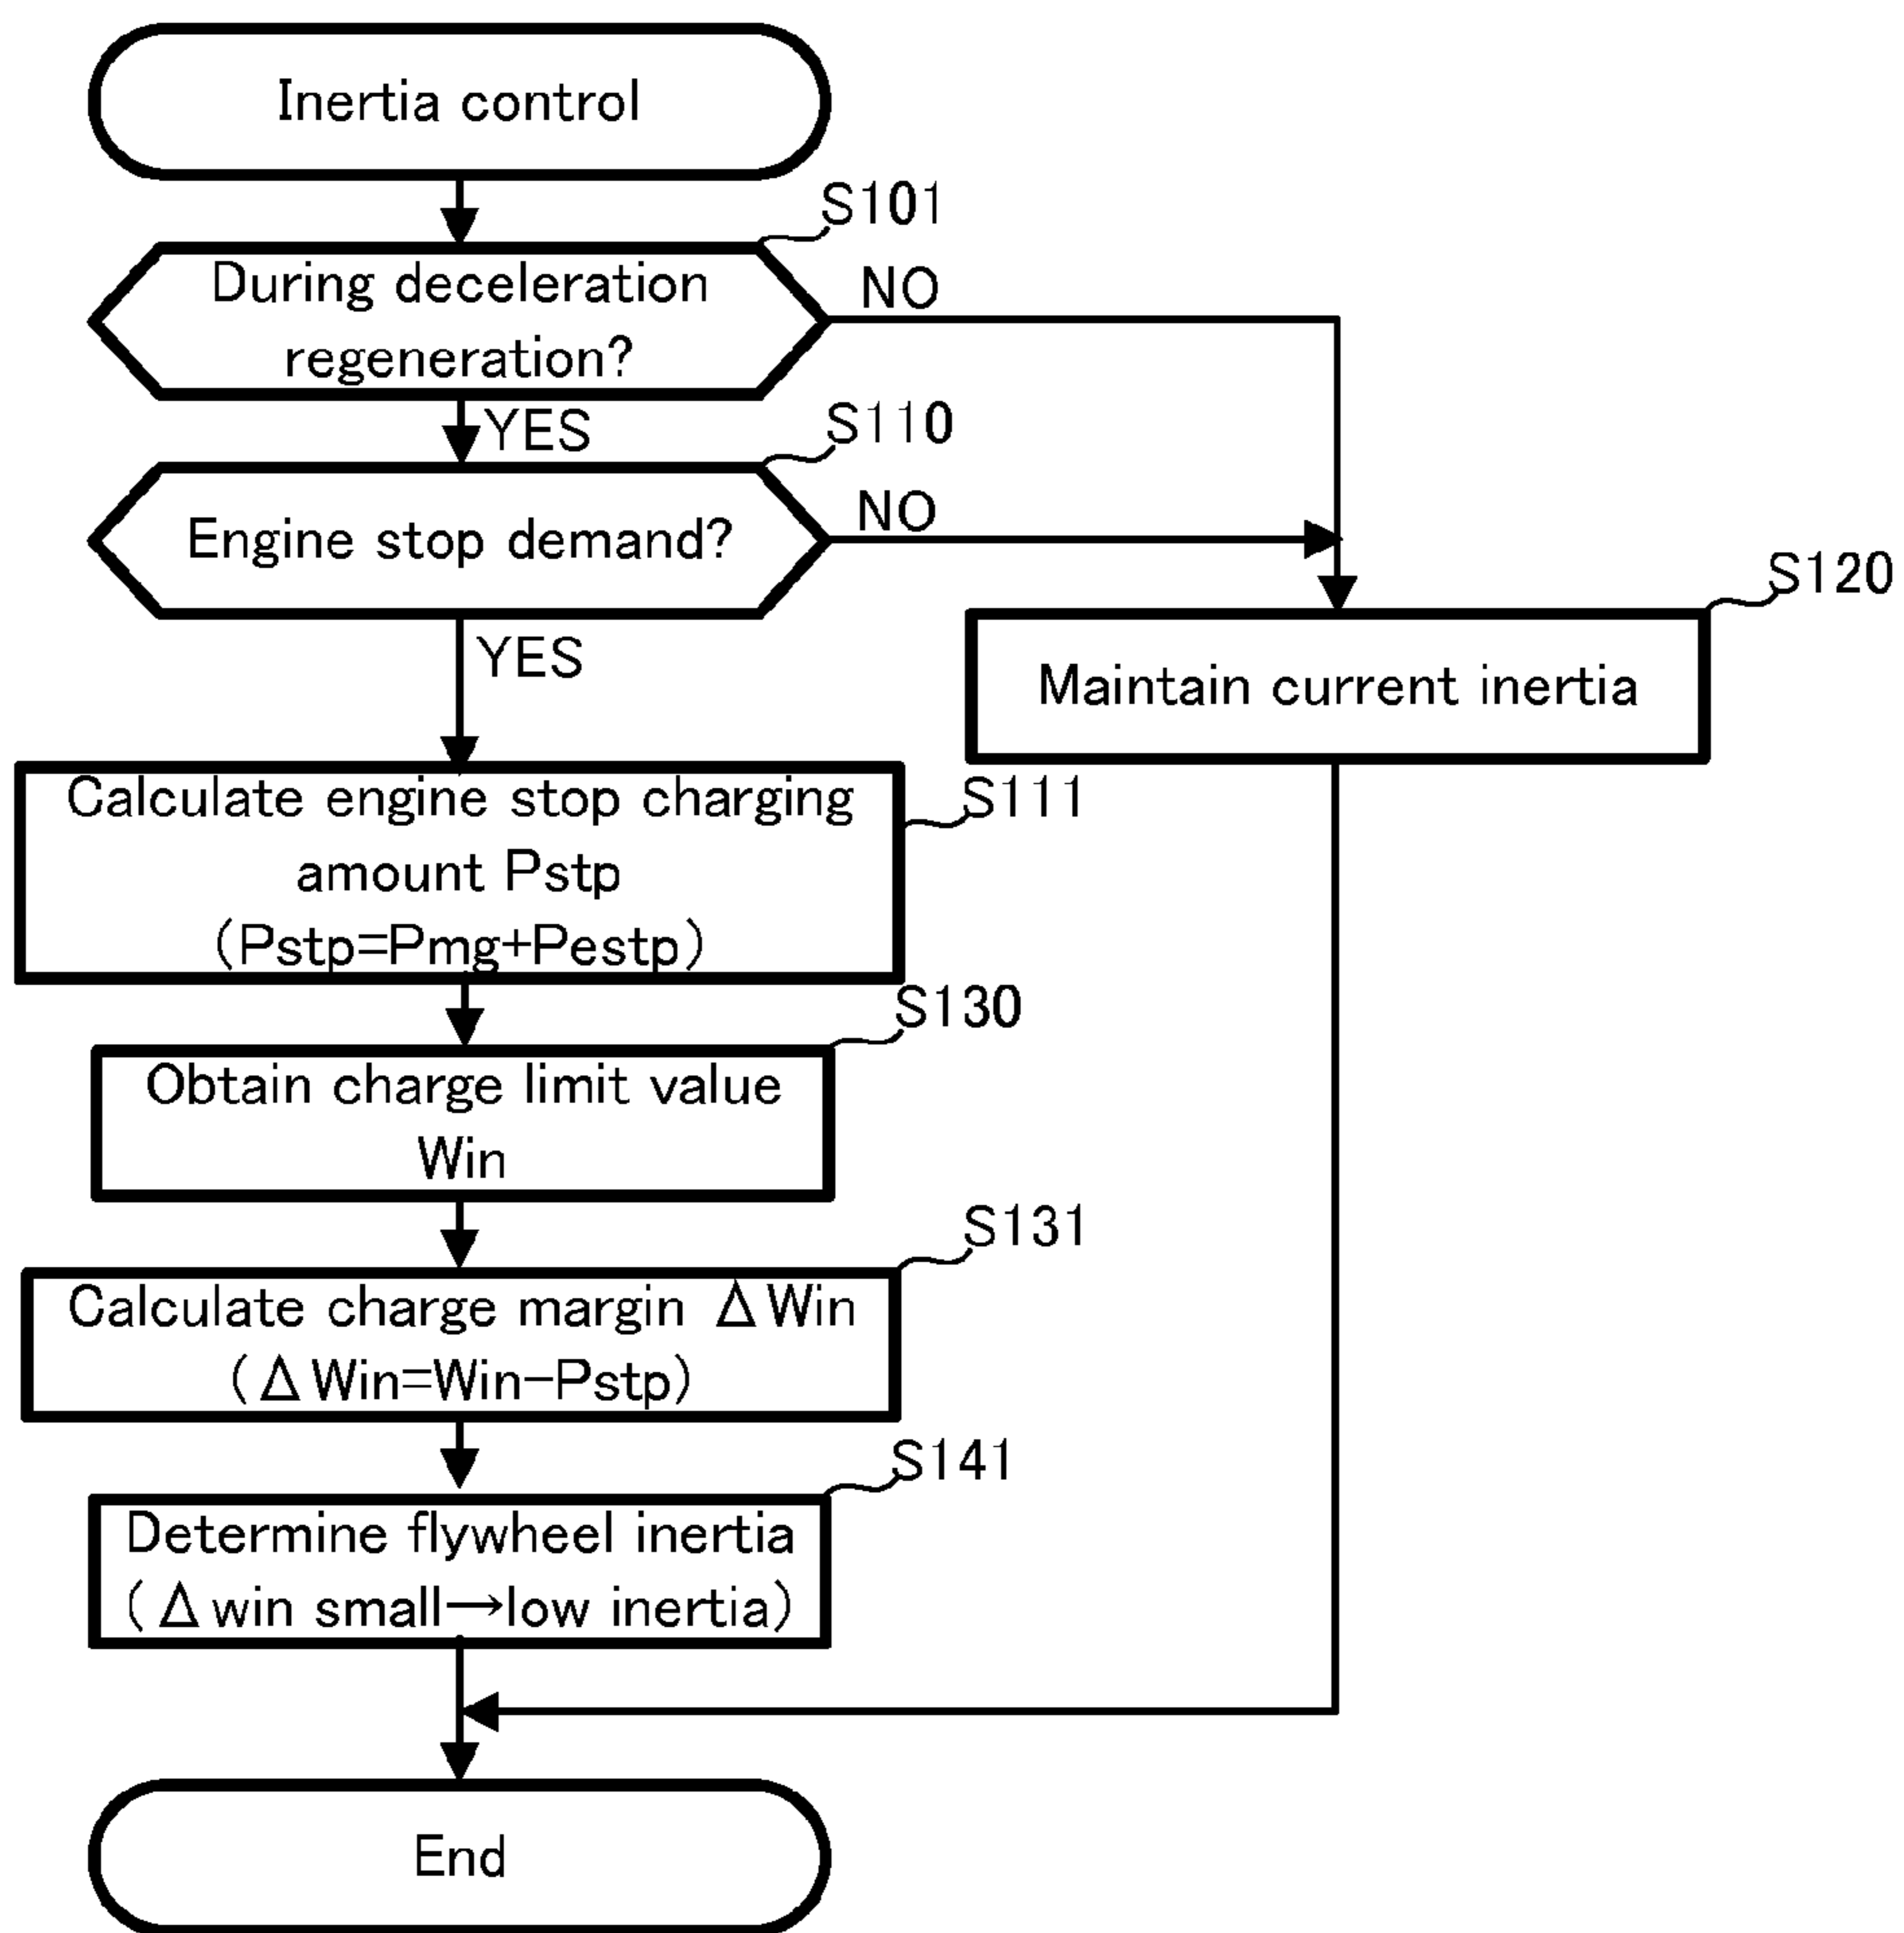 Inertia control
S101
During deceleration
regeneration?
NO
YES
S110
Engine stop demand?
NO
YES
S120
Maintain current inertia
S111
Calculate engine stop charging
amount Pstp
(Pstp=Pmg+Pestp)
S130
Obtain charge limit value
Win
S131
Calculate charge margin ΔWin
(ΔWin=Win−Pstp)
S141
Determine flywheel inertia
(Δwin small→low inertia)
End